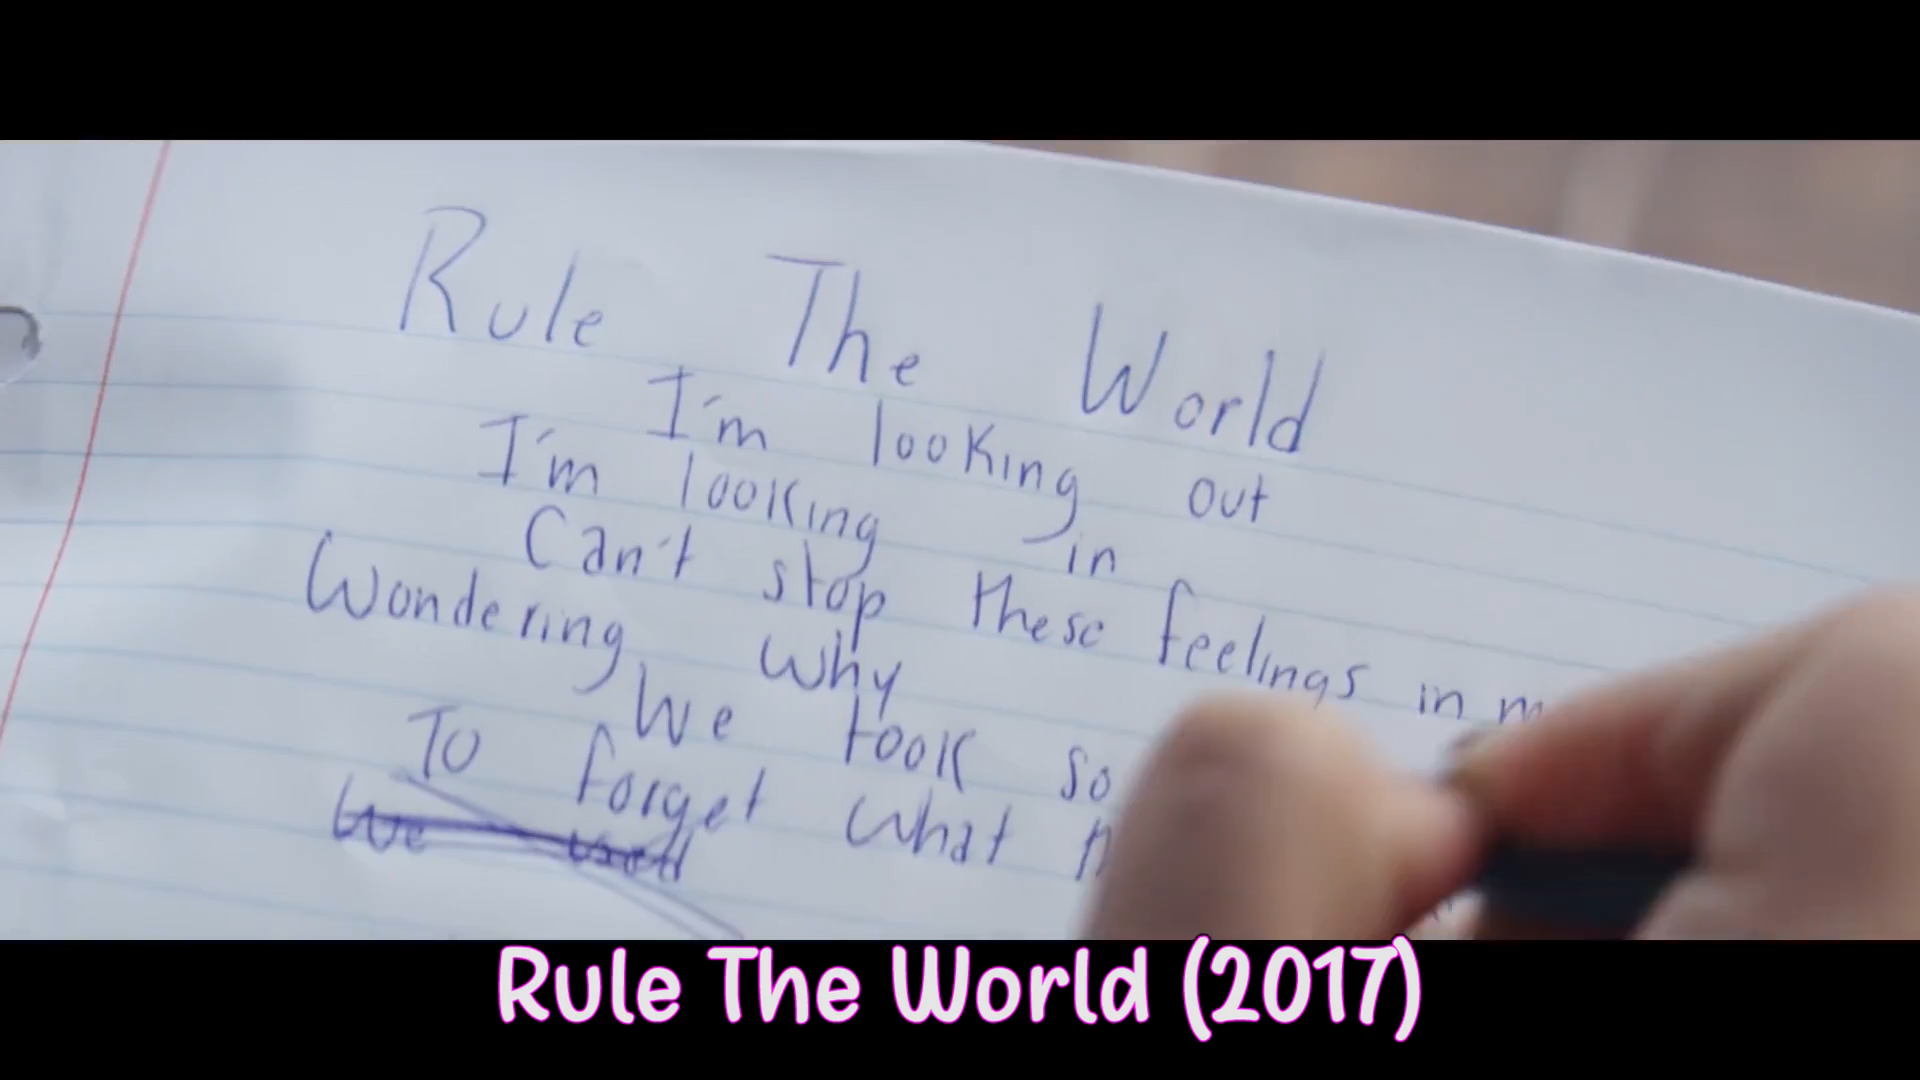 Rule The World
I'm looking out
I'm looking in
Can't stop these feelings in m
Wondering why
We took so
To forget what
We
Rule The World (2017)